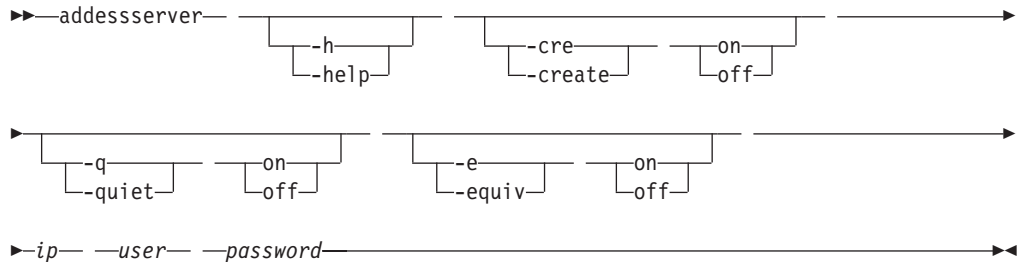 addessserver
-h
-help
-cre
-create
on
off
-q
-quiet
on
off
-e
-equiv
on
off
ip user password